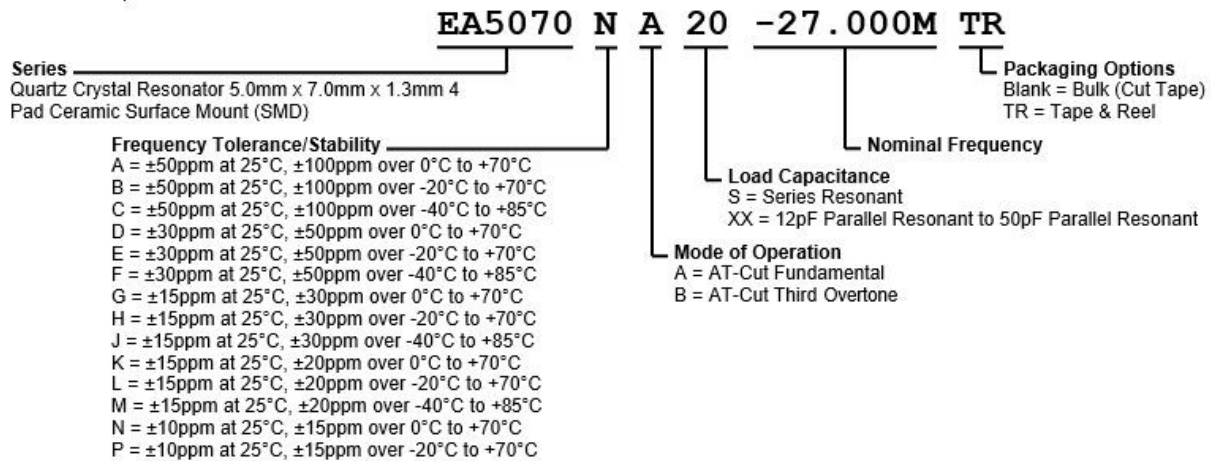 EA5070 N A 20 -27.000M TR
Series
Quartz Crystal Resonator 5.0mm x 7.0mm x 1.3mm 4
Pad Ceramic Surface Mount (SMD)
Packaging Options
Blank = Bulk (Cut Tape)
TR = Tape & Reel
Frequency Tolerance/Stability
A = ±50ppm at 25°C, ±100ppm over 0°C to +70°C
B = ±50ppm at 25°C, ±100ppm over -20°C to +70°C
C = ±50ppm at 25°C, ±100ppm over -40°C to +85°C
D = ±30ppm at 25°C, ±50ppm over 0°C to +70°C
E = ±30ppm at 25°C, ±50ppm over -20°C to +70°C
F = ±30ppm at 25°C, ±50ppm over -40°C to +85°C
G = ±15ppm at 25°C, ±30ppm over 0°C to +70°C
H = ±15ppm at 25°C, ±30ppm over -20°C to +70°C
J = ±15ppm at 25°C, ±30ppm over -40°C to +85°C
K = ±15ppm at 25°C, ±20ppm over 0°C to +70°C
L = ±15ppm at 25°C, ±20ppm over -20°C to +70°C
M = ±15ppm at 25°C, ±20ppm over -40°C to +85°C
N = ±10ppm at 25°C, ±15ppm over 0°C to +70°C
P = ±10ppm at 25°C, ±15ppm over -20°C to +70°C
Nominal Frequency
Load Capacitance
S = Series Resonant
XX = 12pF Parallel Resonant to 50pF Parallel Resonant
Mode of Operation
A = AT-Cut Fundamental
B = AT-Cut Third Overtone